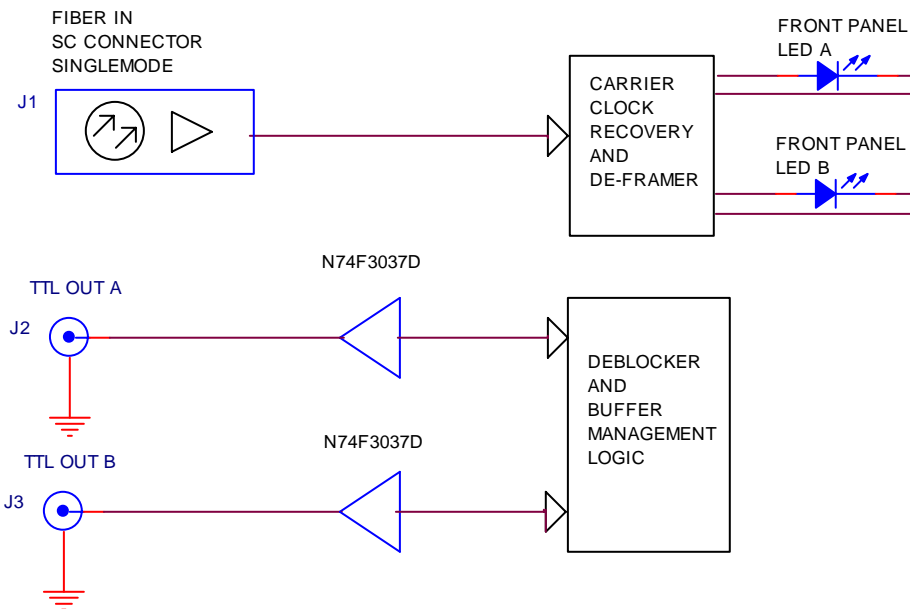 FIBER IN
SC CONNECTOR
SINGLEMODE
J1
CARRIER
CLOCK
RECOVERY
AND
DE-FRAMER
FRONT PANEL
LED A
FRONT PANEL
LED B
N74F3037D
TTL OUT A
J2
DEBLOCKER
AND
BUFFER
MANAGEMENT
LOGIC
N74F3037D
TTL OUT B
J3